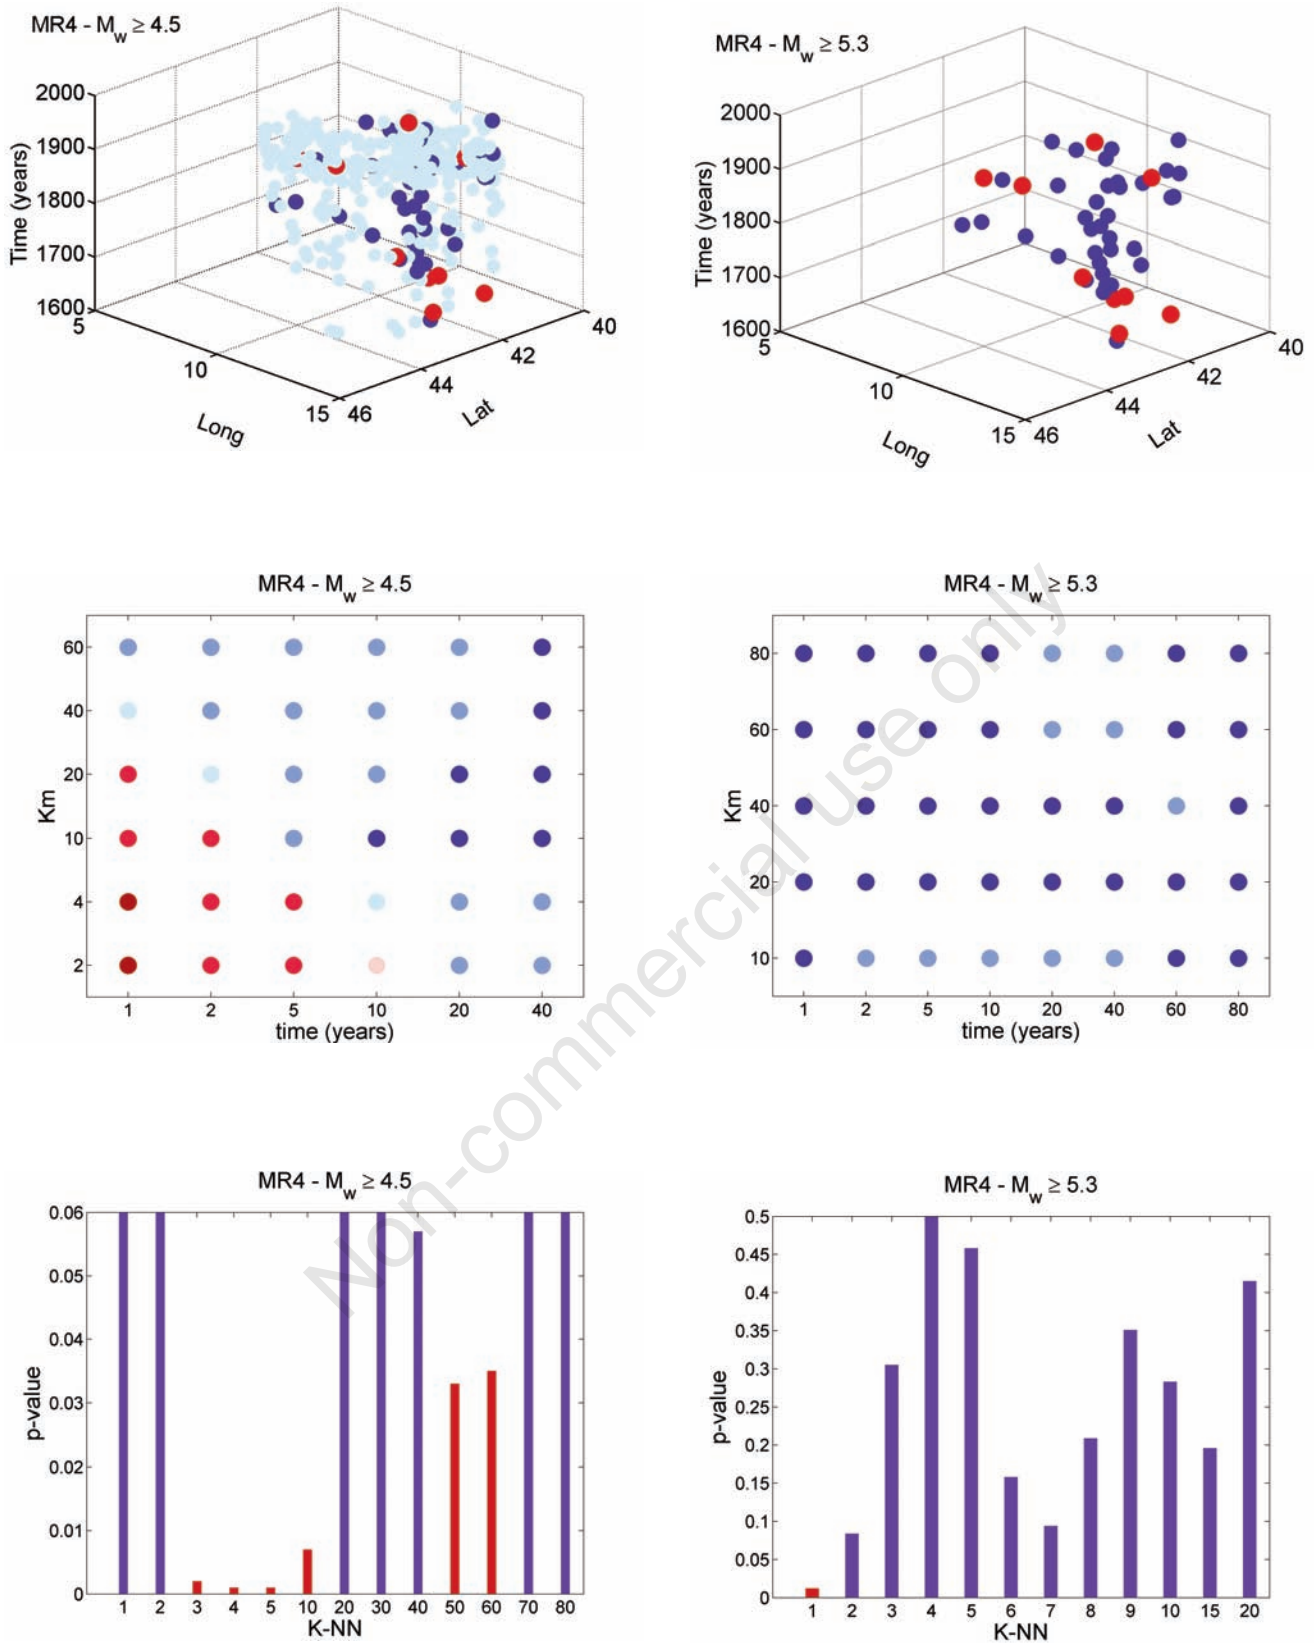 MR4 - Mw ≥ 4.5
2000
1900
1800
1700
1600
Time (years)
5
10
15
Long
46
44
42
40
Lat
MR4 - Mw ≥ 5.3
2000
1900
1800
1700
1600
Time (years)
5
10
15
Long
46
44
42
40
Lat
MR4 - Mw ≥ 4.5
60
40
20
10
4
2
Km
1 2 5 10 20 40
time (years)
MR4 - Mw ≥ 5.3
80
60
40
20
10
Km
1 2 5 10 20 40 60 80
time (years)
Non-commercial use only
MR4 - Mw ≥ 4.5
0.06
0.05
0.04
0.03
0.02
0.01
0
p-value
1 2 3 4 5 10 20 30 40 50 60 70 80
K-NN
MR4 - Mw ≥ 5.3
0.5
0.45
0.4
0.35
0.3
0.25
0.2
0.15
0.1
0.05
0
p-value
1 2 3 4 5 6 7 8 9 10 15 20
K-NN